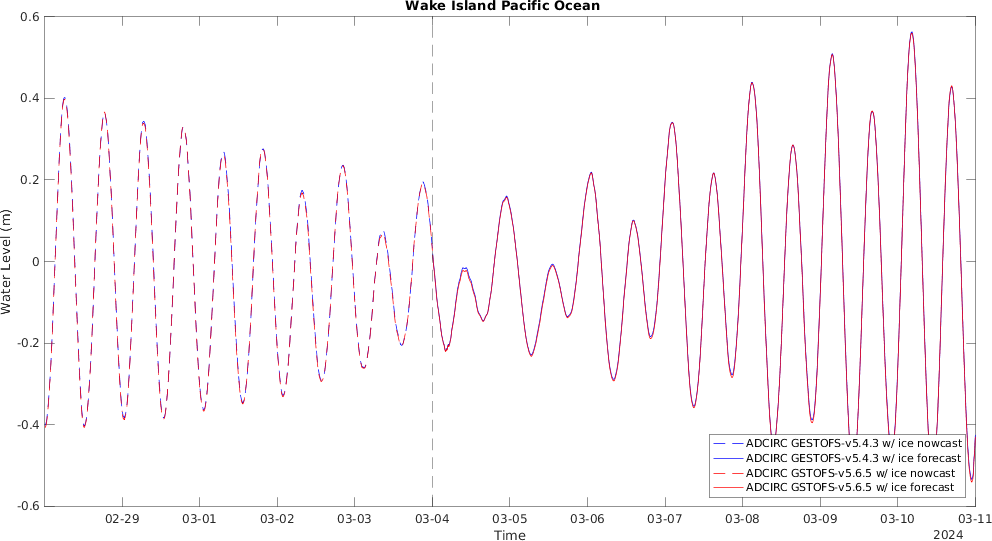 Wake Island Pacific Ocean
0.6
0.4
0.2
0
-0.2
-0.4
-0.6
Water Level (m)
ADCIRC GESTOFS-v5.4.3 w/ ice nowcast
ADCIRC GESTOFS-v5.4.3 w/ ice forecast
ADCIRC GSTOFS-v5.6.5 w/ ice nowcast
ADCIRC GSTOFS-v5.6.5 w/ ice forecast
02-29 03-01 03-02 03-03 03-04 03-05 03-06 03-07 03-08 03-09 03-10 03-11
Time
2024